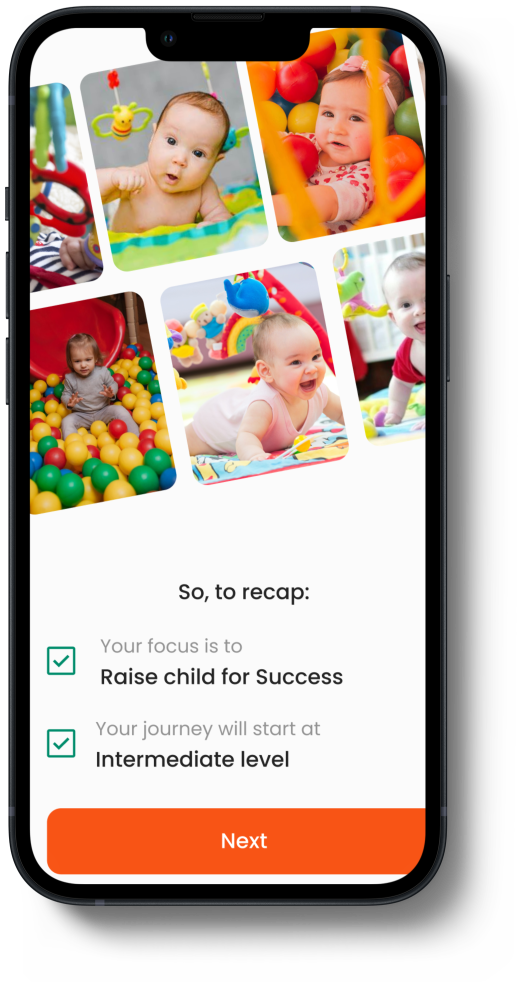 So, to recap:
Your focus is to
Raise child for Success
Your journey will start at
Intermediate level
Next